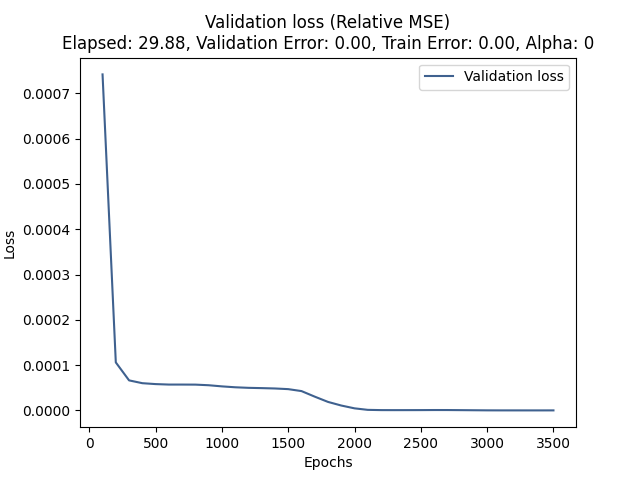 Validation loss (Relative MSE)
Elapsed: 29.88, Validation Error: 0.00, Train Error: 0.00, Alpha: 0
Validation loss
0.0007
0.0006
0.0005
0.0004
0.0003
0.0002
0.0001
0.0000
Loss
0 500 1000 1500 2000 2500 3000 3500
Epochs